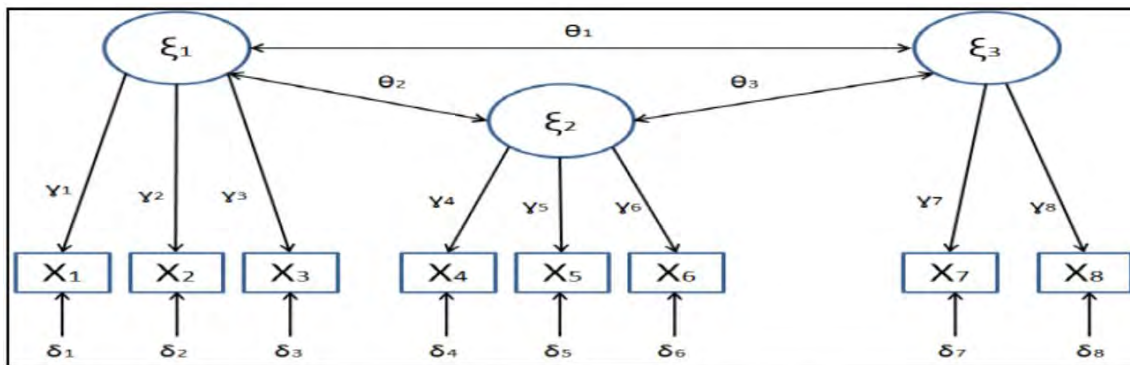 ξ1 θ1 ξ3
θ2 θ3
ξ2
γ1 γ2 γ3 γ4 γ5 γ6 γ7 γ8
X1 X2 X3 X4 X5 X6 X7 X8
δ1 δ2 δ3 δ4 δ5 δ6 δ7 δ8